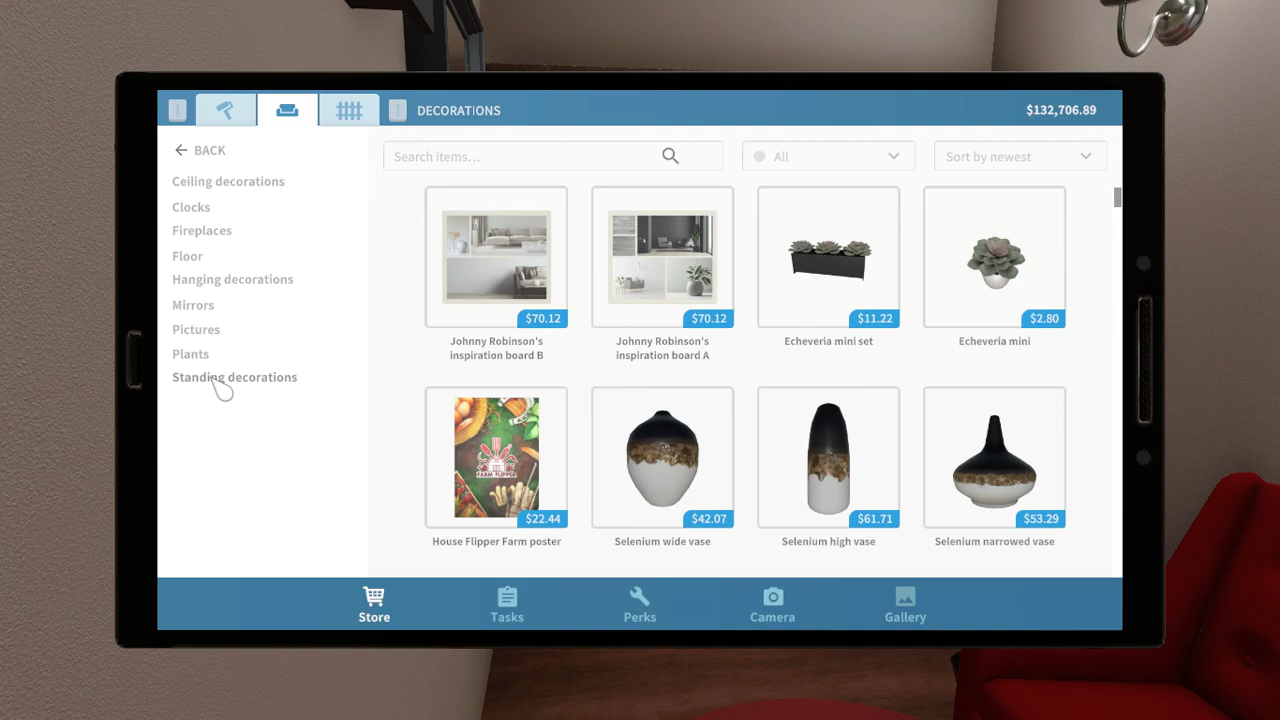 DECORATIONS
$132,706.89
BACK
Search items...
All
Sort by newest
Ceiling decorations
Clocks
Fireplaces
Floor
Hanging decorations
Mirrors
Pictures
Plants
Standing decorations
$70.12
$70.12
$11.22
$2.80
Johnny Robinson's
inspiration board B
Johnny Robinson's
inspiration board A
Echeveria mini set
Echeveria mini
FARM FLIPPER
$22.44
$42.07
$61.71
$53.29
House Flipper Farm poster
Selenium wide vase
Selenium high vase
Selenium narrowed vase
Store
Tasks
Perks
Camera
Gallery